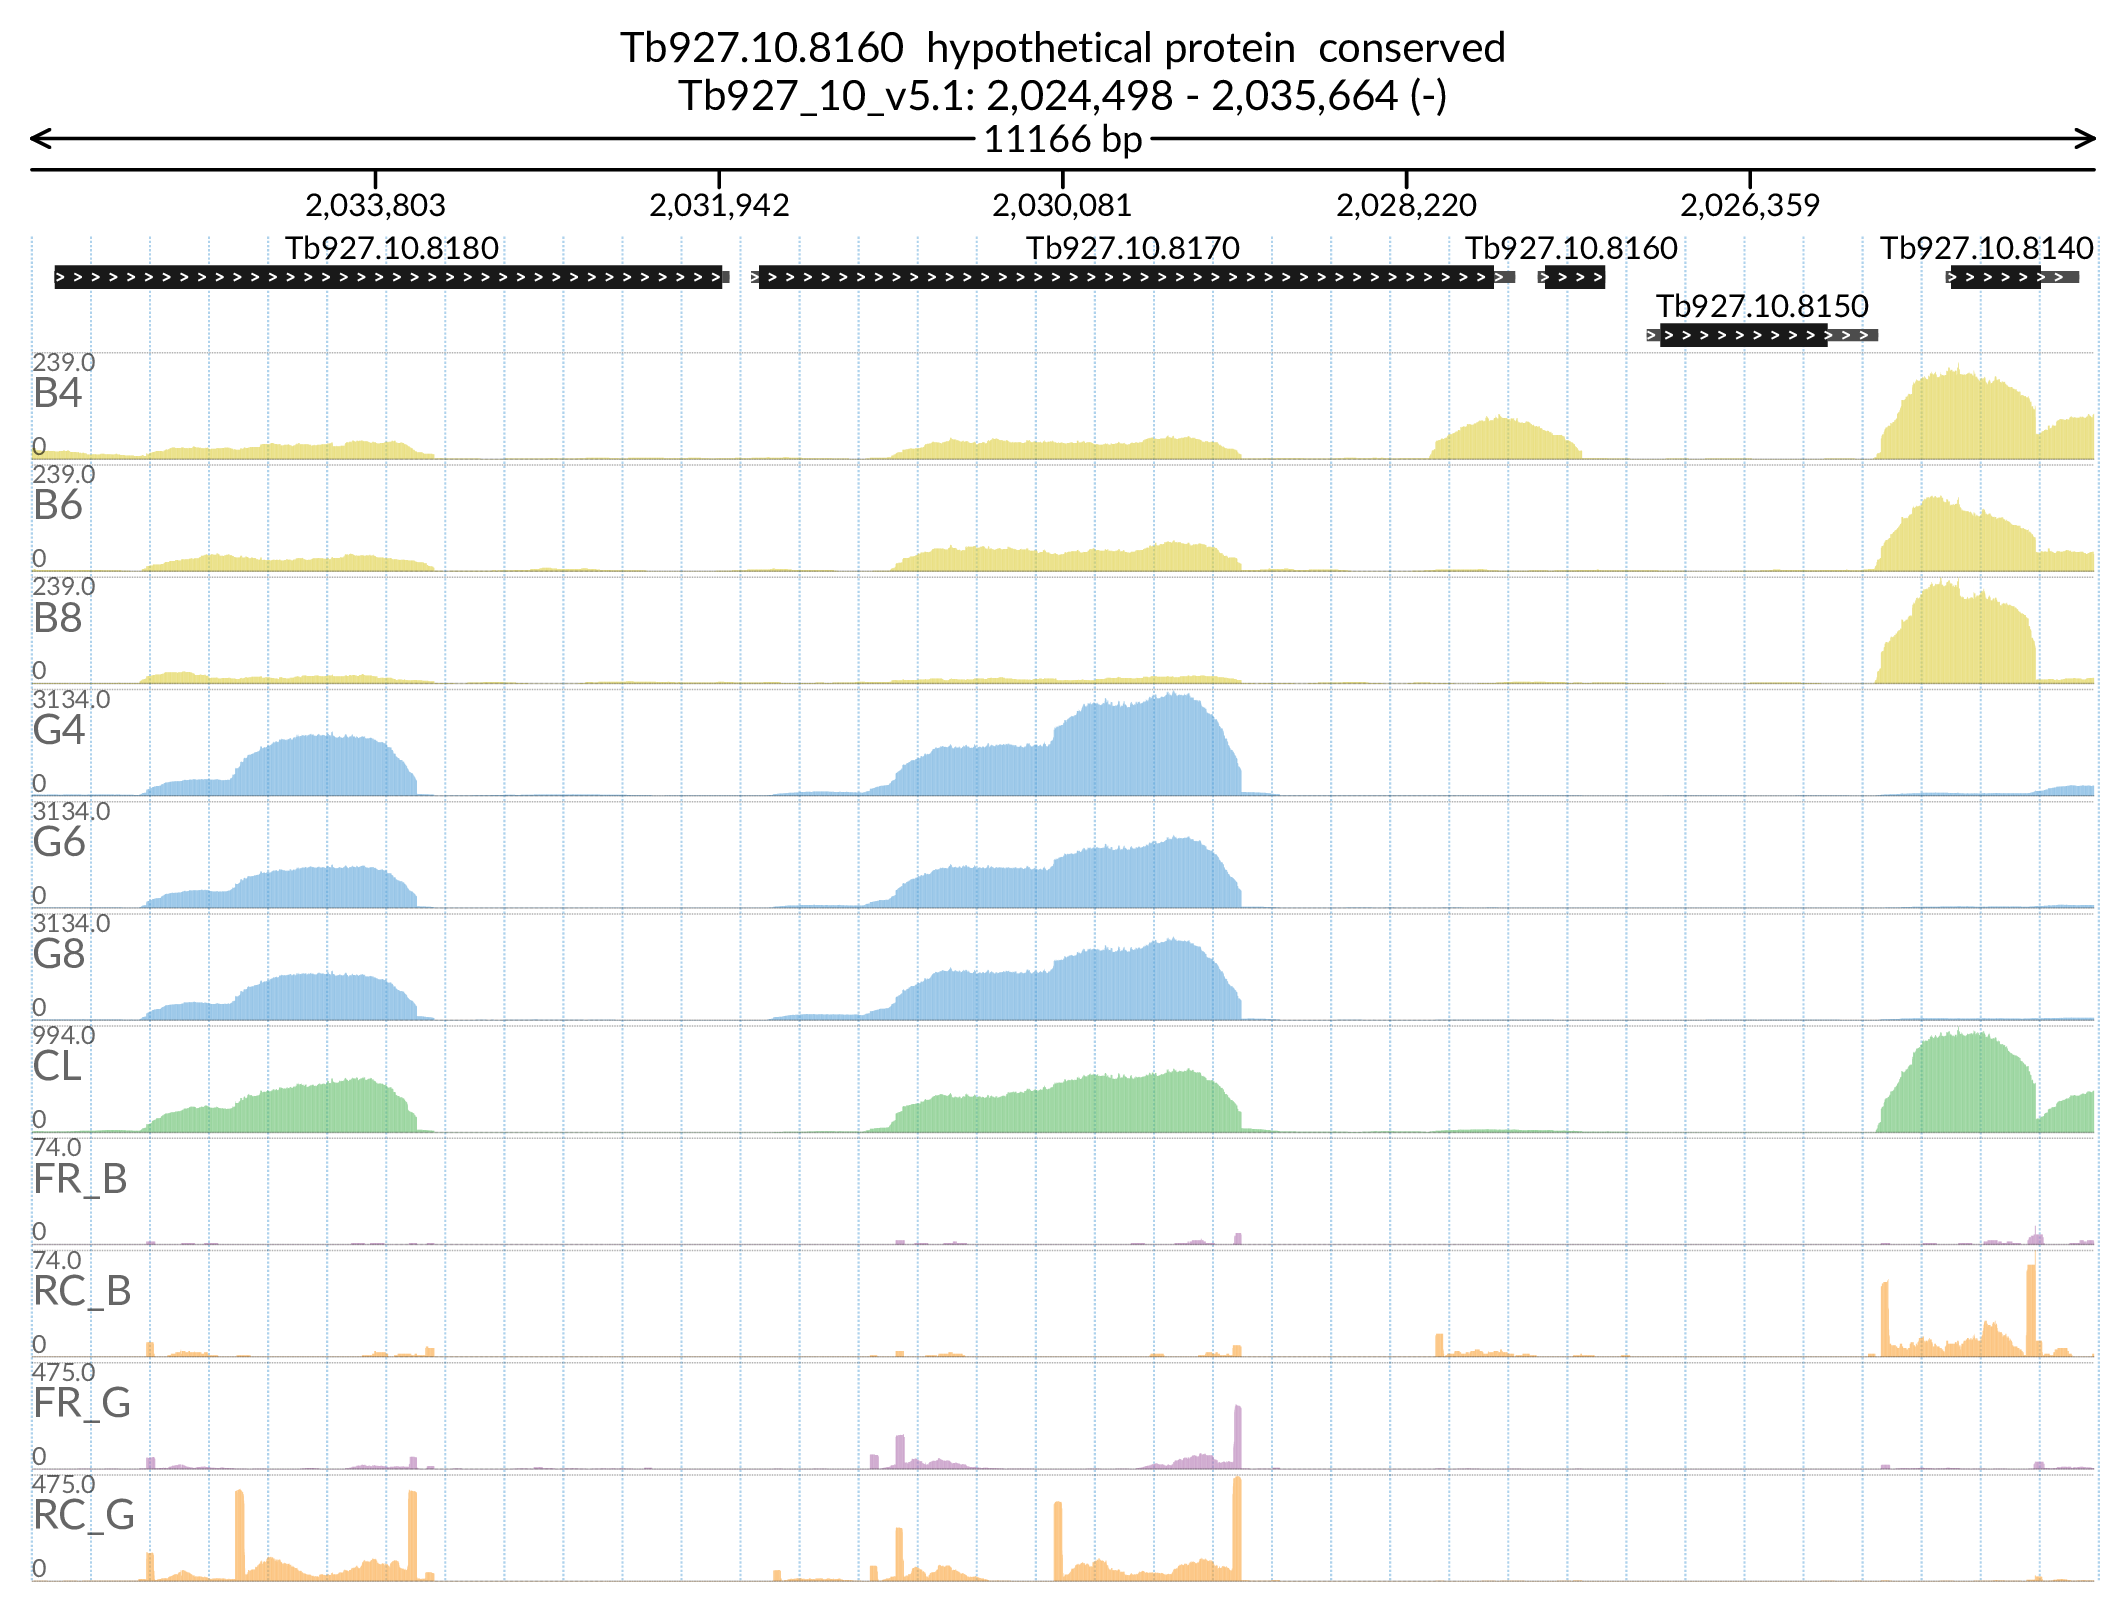 Tb927.10.8160  hypothetical protein  conserved
Tb927_10_v5.1: 2,024,498 - 2,035,664 (-)
11166 bp
2,033,803 2,031,942 2,030,081 2,028,220 2,026,359
Tb927.10.8180 Tb927.10.8170 Tb927.10.8160 Tb927.10.8140
Tb927.10.8150
239.0
B4
0
239.0
B6
0
239.0
B8
0
3134.0
G4
0
3134.0
G6
0
3134.0
G8
0
994.0
CL
0
74.0
FR_B
0
74.0
RC_B
0
475.0
FR_G
0
475.0
RC_G
0